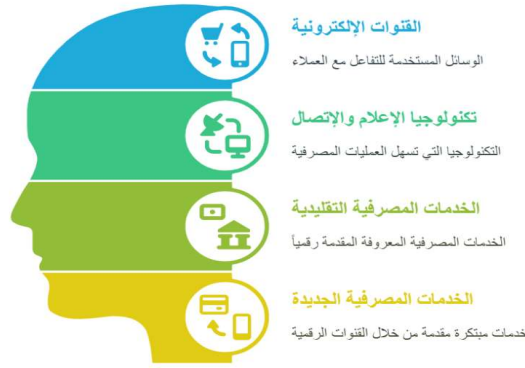 القنوات الإلكترونية
الوسائل المستخدمة للتفاعل مع العملاء
تكنولوجيا الإعلام والإتصال
التكنولوجيا التي تسهل العمليات المصرفية
الخدمات المصرفية التقليدية
الخدمات المصرفية المعروفة المقدمة رقمياً
الخدمات المصرفية الجديدة
خدمات مبتكرة مقدمة من خلال القنوات الرقمية